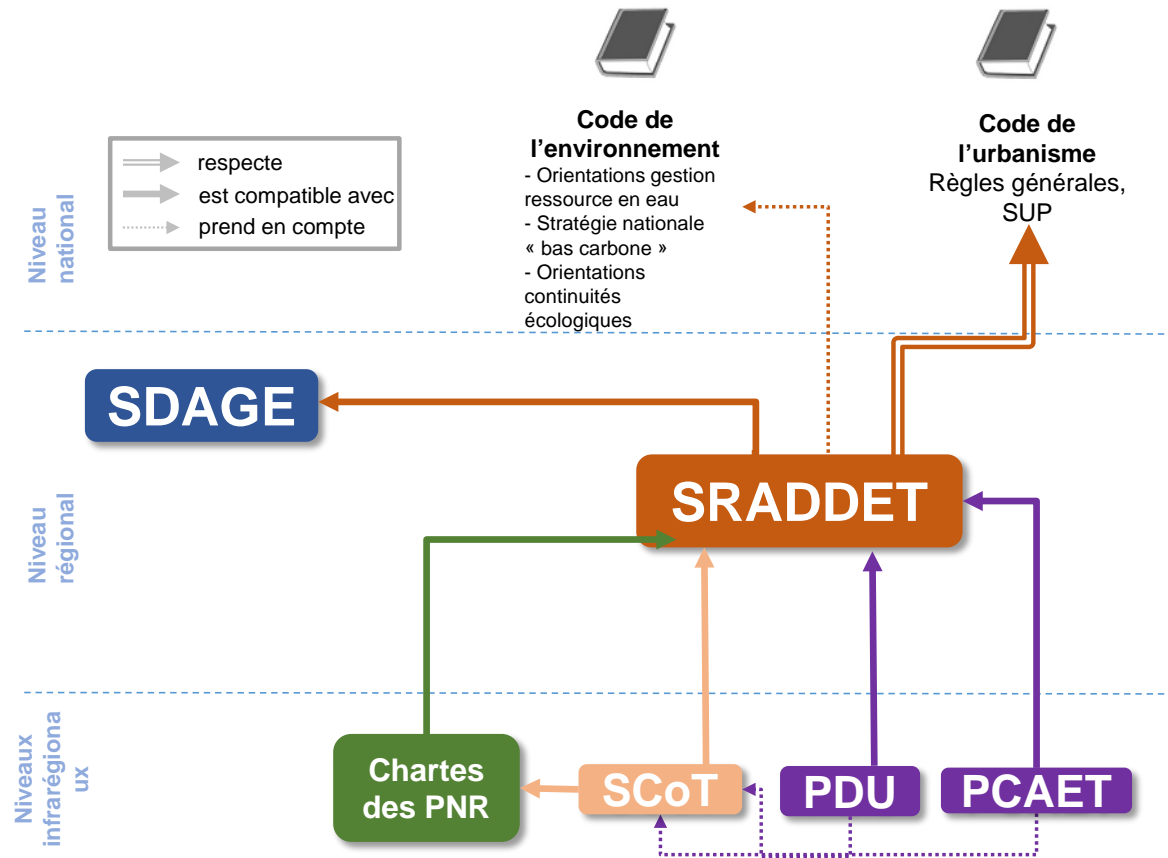 Code de
l'environnement
- Orientations gestion
ressource en eau
- Stratégie nationale
« bas carbone »
- Orientations
continuités
écologiques
Code de
l'urbanisme
Règles générales,
SUP
respecte
est compatible avec
prend en compte
Niveau
national
SDAGE
SRADDET
Niveau
régional
Niveaux
infrarégiona
ux
Chartes
des PNR
SCoT
PDU
PCAET